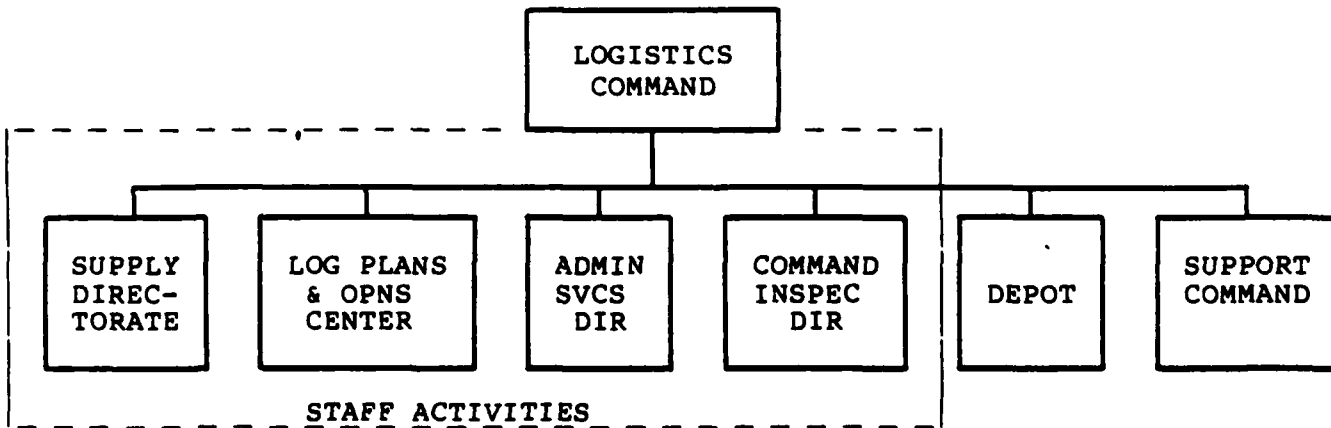 LOGISTICS
COMMAND
SUPPLY
DIREC-
TORATE
LOG PLANS
& OPNS
CENTER
ADMIN
SVCS
DIR
COMMAND
INSPEC
DIR
DEPOT
SUPPORT
COMMAND
STAFF ACTIVITIES